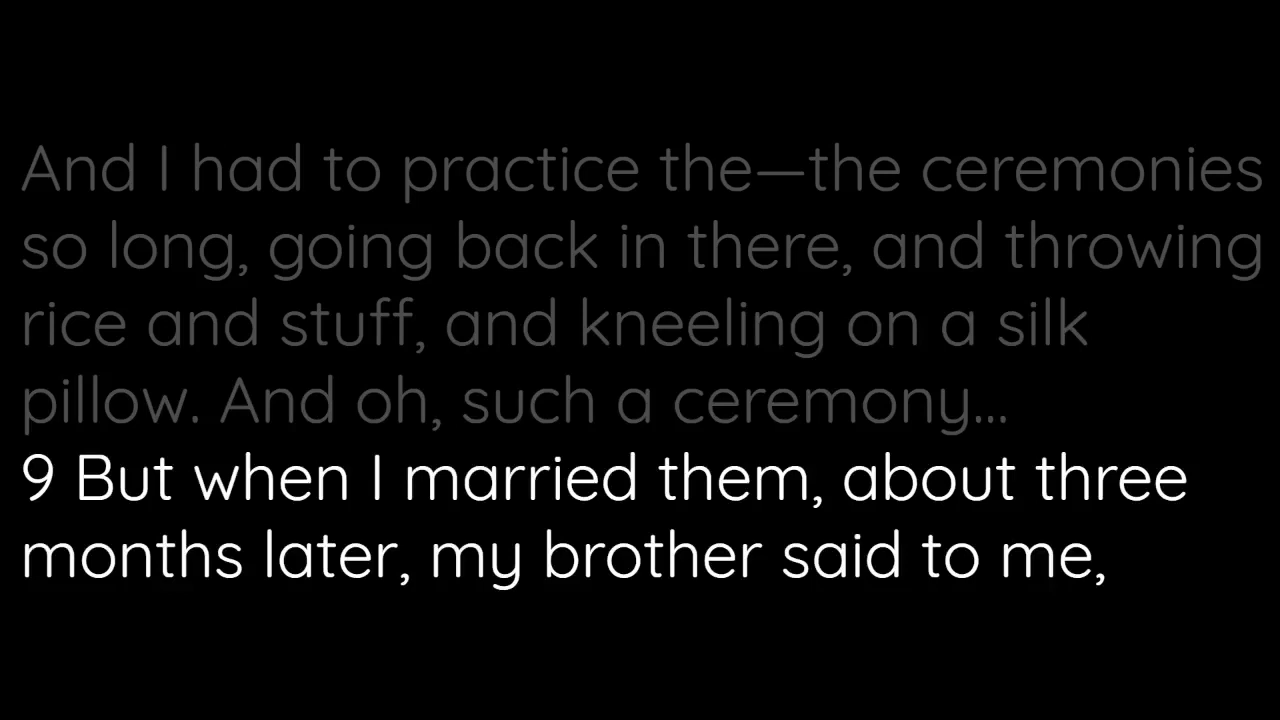 And I had to practice the—the ceremonies
so long, going back in there, and throwing
rice and stuff, and kneeling on a silk
pillow. And oh, such a ceremony...
9 But when I married them, about three
months later, my brother said to me,